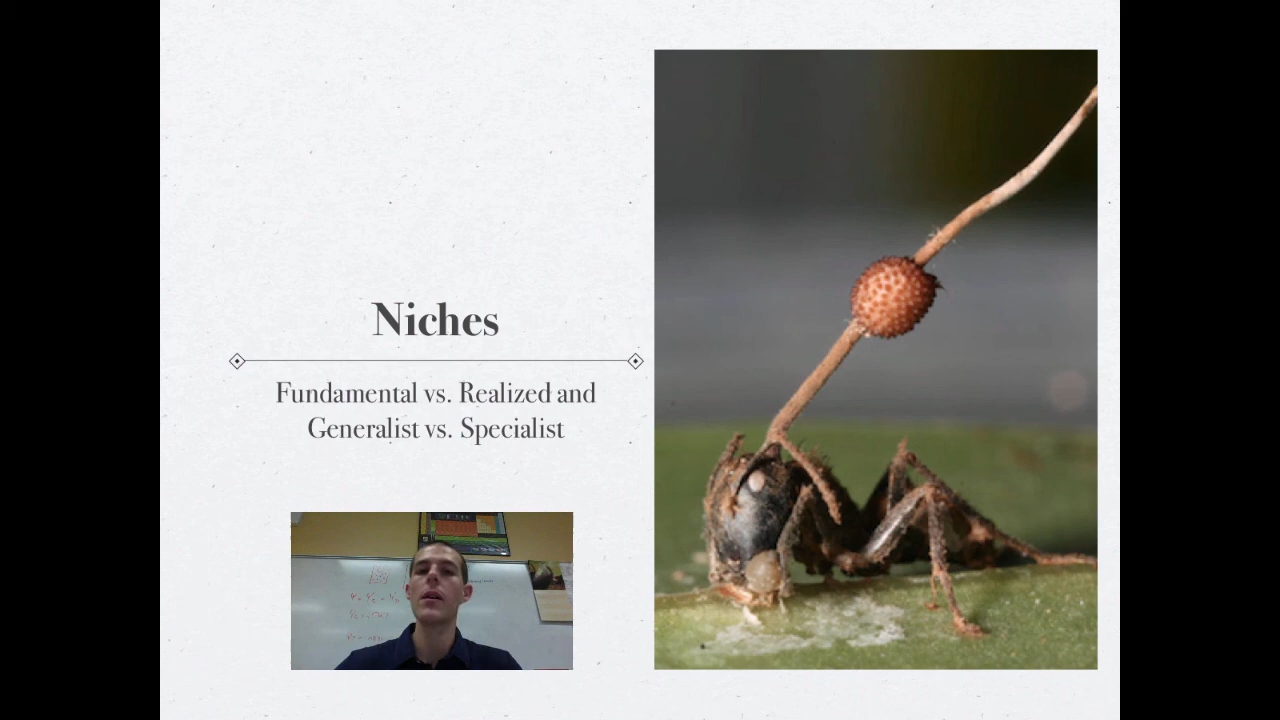 Niches
Fundamental vs. Realized and
Generalist vs. Specialist